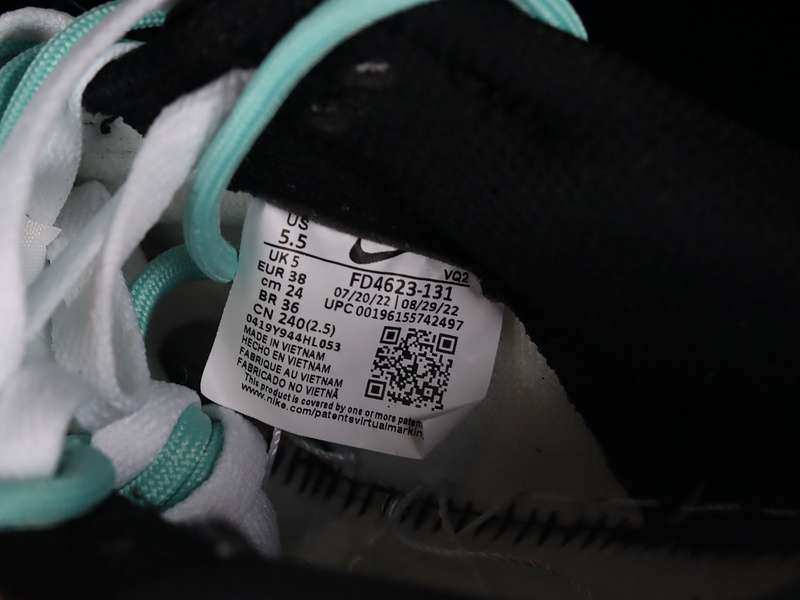 US
5.5
UK 5
EUR 38
cm 24
BR 36
CN 240(2.5)
VQ2
FD4623-131
07/20/22 08/29/22
UPC 00196155742497
0419Y944HL053
MADE IN VIETNAM
HECHO EN VIETNAM
FABRIQUE AU VIETNAM
FABRICADO NO VIETNÃ
This product is covered by one or more
www.nike.com/patentsvirtualmarkin